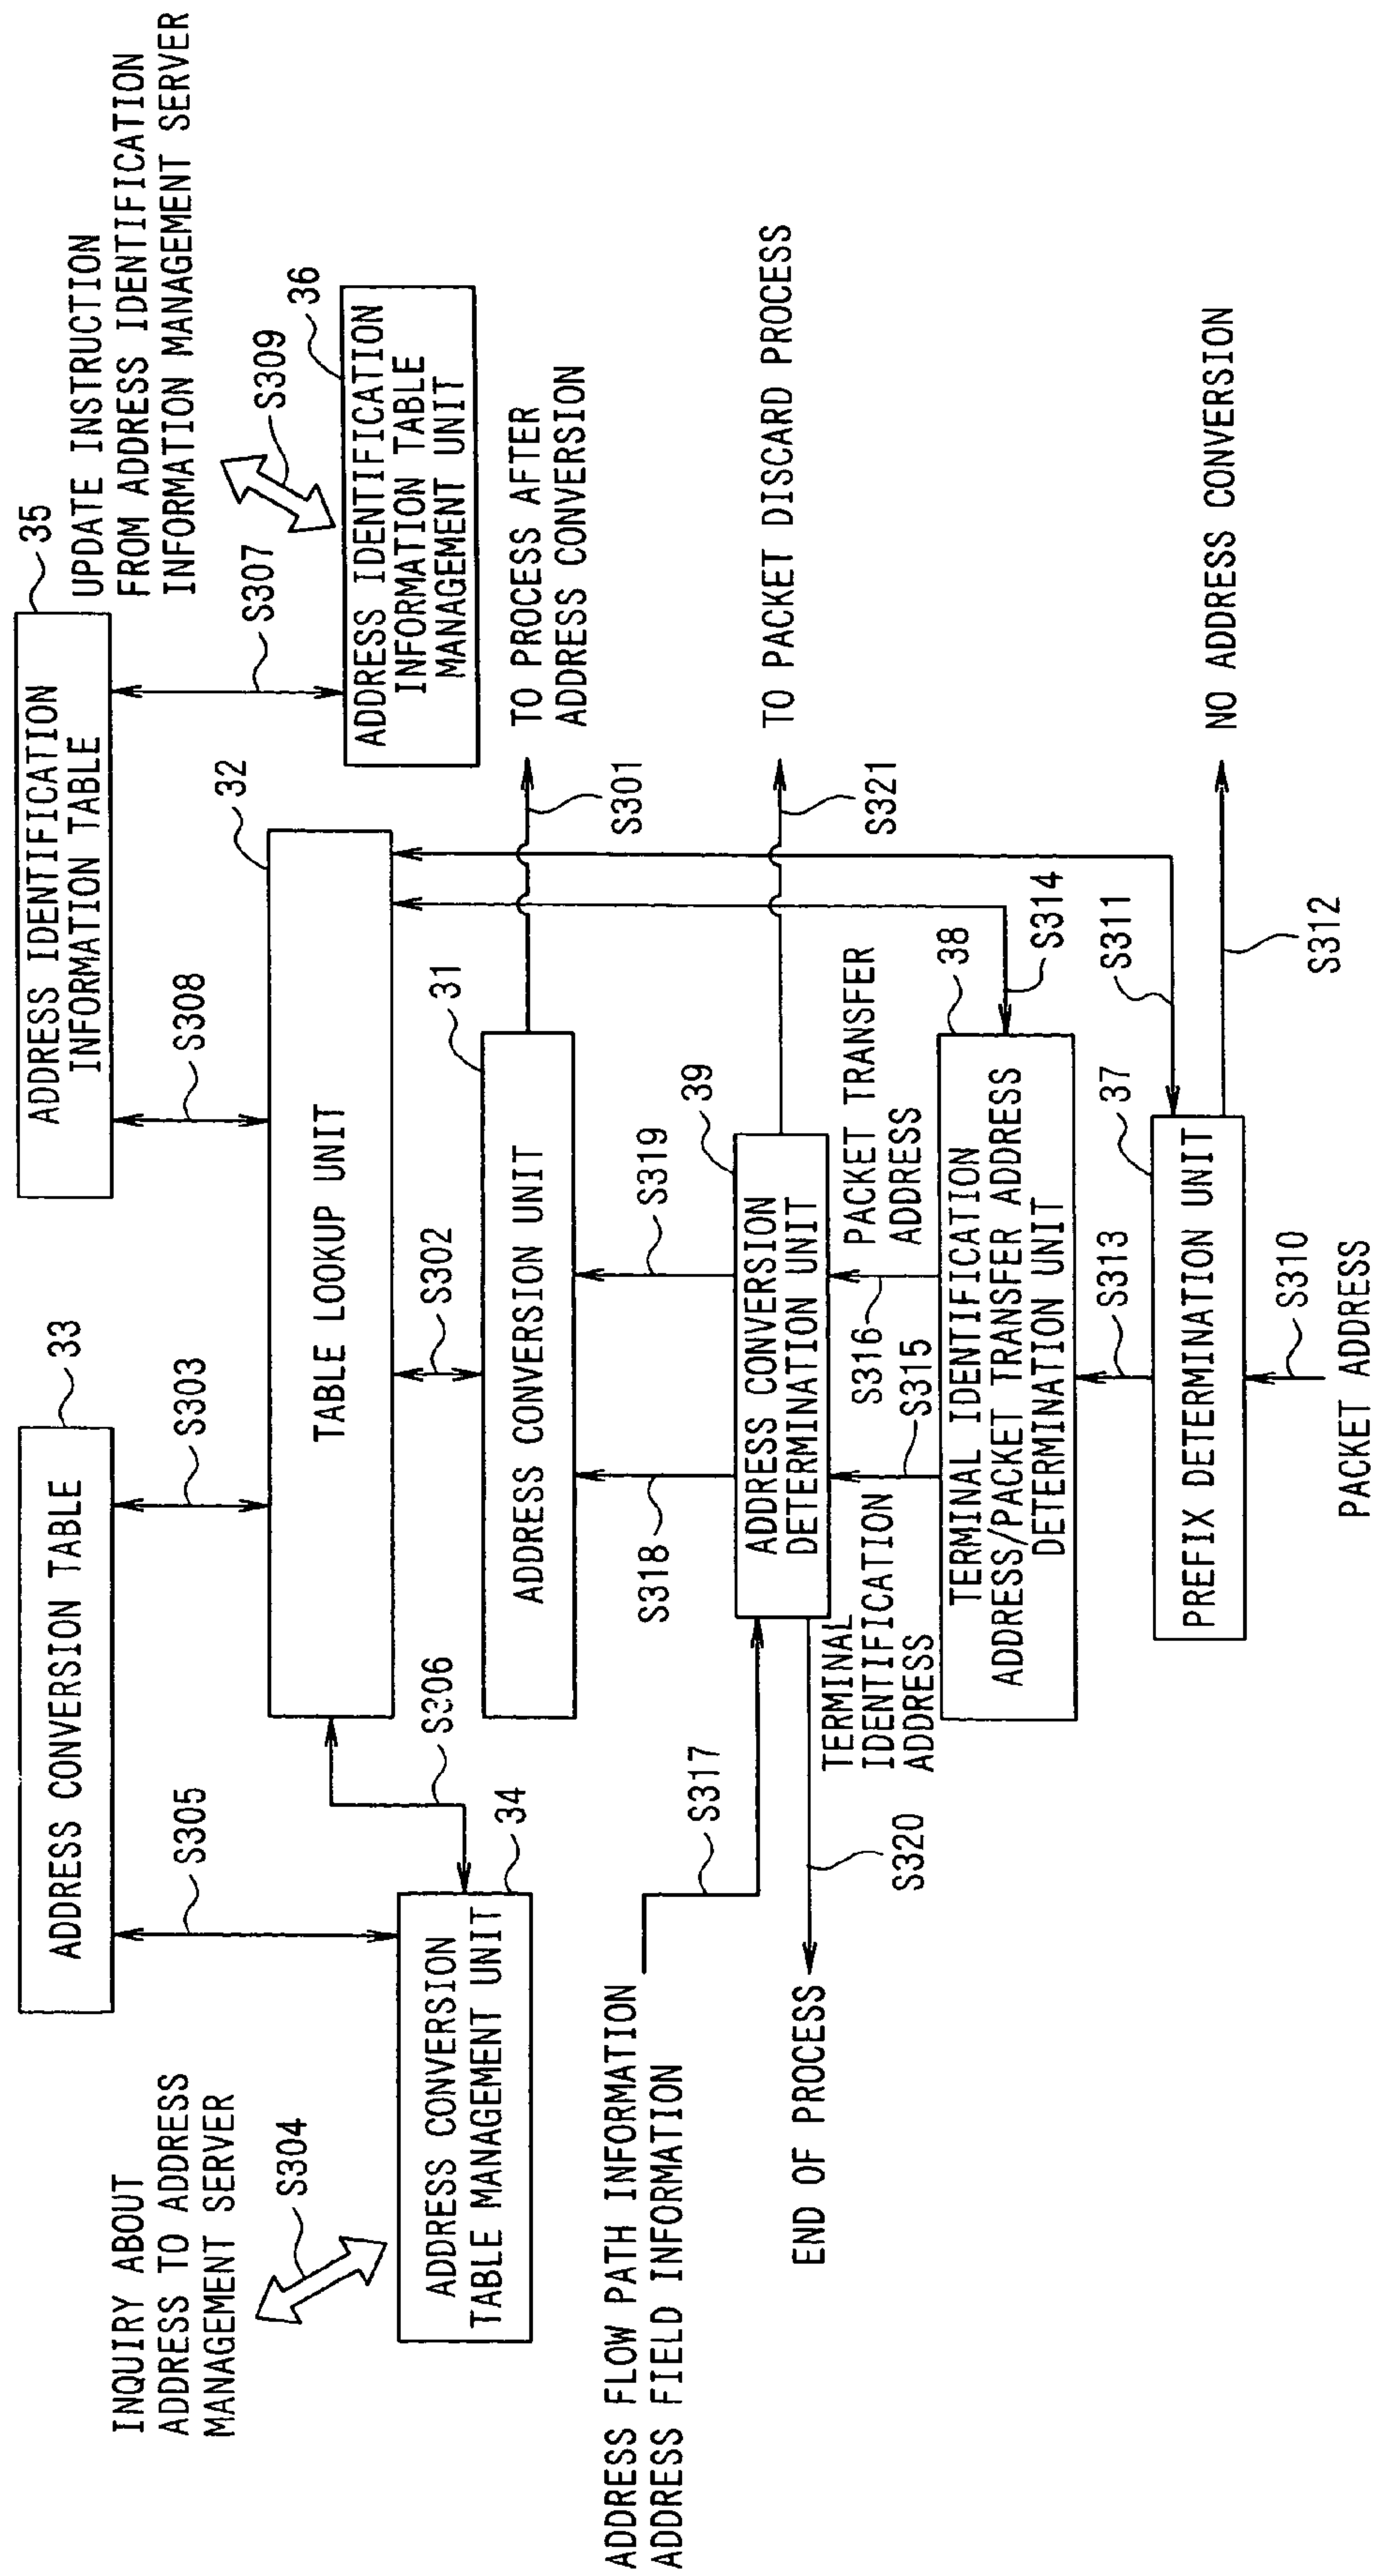 INQUIRY ABOUT
ADDRESS TO ADDRESS
MANAGEMENT SERVER
S304
ADDRESS CONVERSION TABLE
33
S305
S303
ADDRESS CONVERSION
TABLE MANAGEMENT UNIT
34
S306
ADDRESS IDENTIFICATION
INFORMATION TABLE
35
S308
S307
UPDATE INSTRUCTION
FROM ADDRESS IDENTIFICATION
INFORMATION MANAGEMENT SERVER
S309
36
ADDRESS IDENTIFICATION
INFORMATION TABLE
MANAGEMENT UNIT
TABLE LOOKUP UNIT
32
S302
ADDRESS CONVERSION UNIT
31
S301
TO PROCESS AFTER
ADDRESS CONVERSION
ADDRESS FLOW PATH INFORMATION
ADDRESS FIELD INFORMATION
S317
S318
S319
ADDRESS CONVERSION
DETERMINATION UNIT
39
S321
TO PACKET DISCARD PROCESS
END OF PROCESS
S320
TERMINAL
IDENTIFICATION
ADDRESS
S315
S316
PACKET TRANSFER
ADDRESS
TERMINAL IDENTIFICATION
ADDRESS/PACKET TRANSFER ADDRESS
DETERMINATION UNIT
38
S314
S313
S311
PREFIX DETERMINATION UNIT
37
S312
NO ADDRESS CONVERSION
S310
PACKET ADDRESS